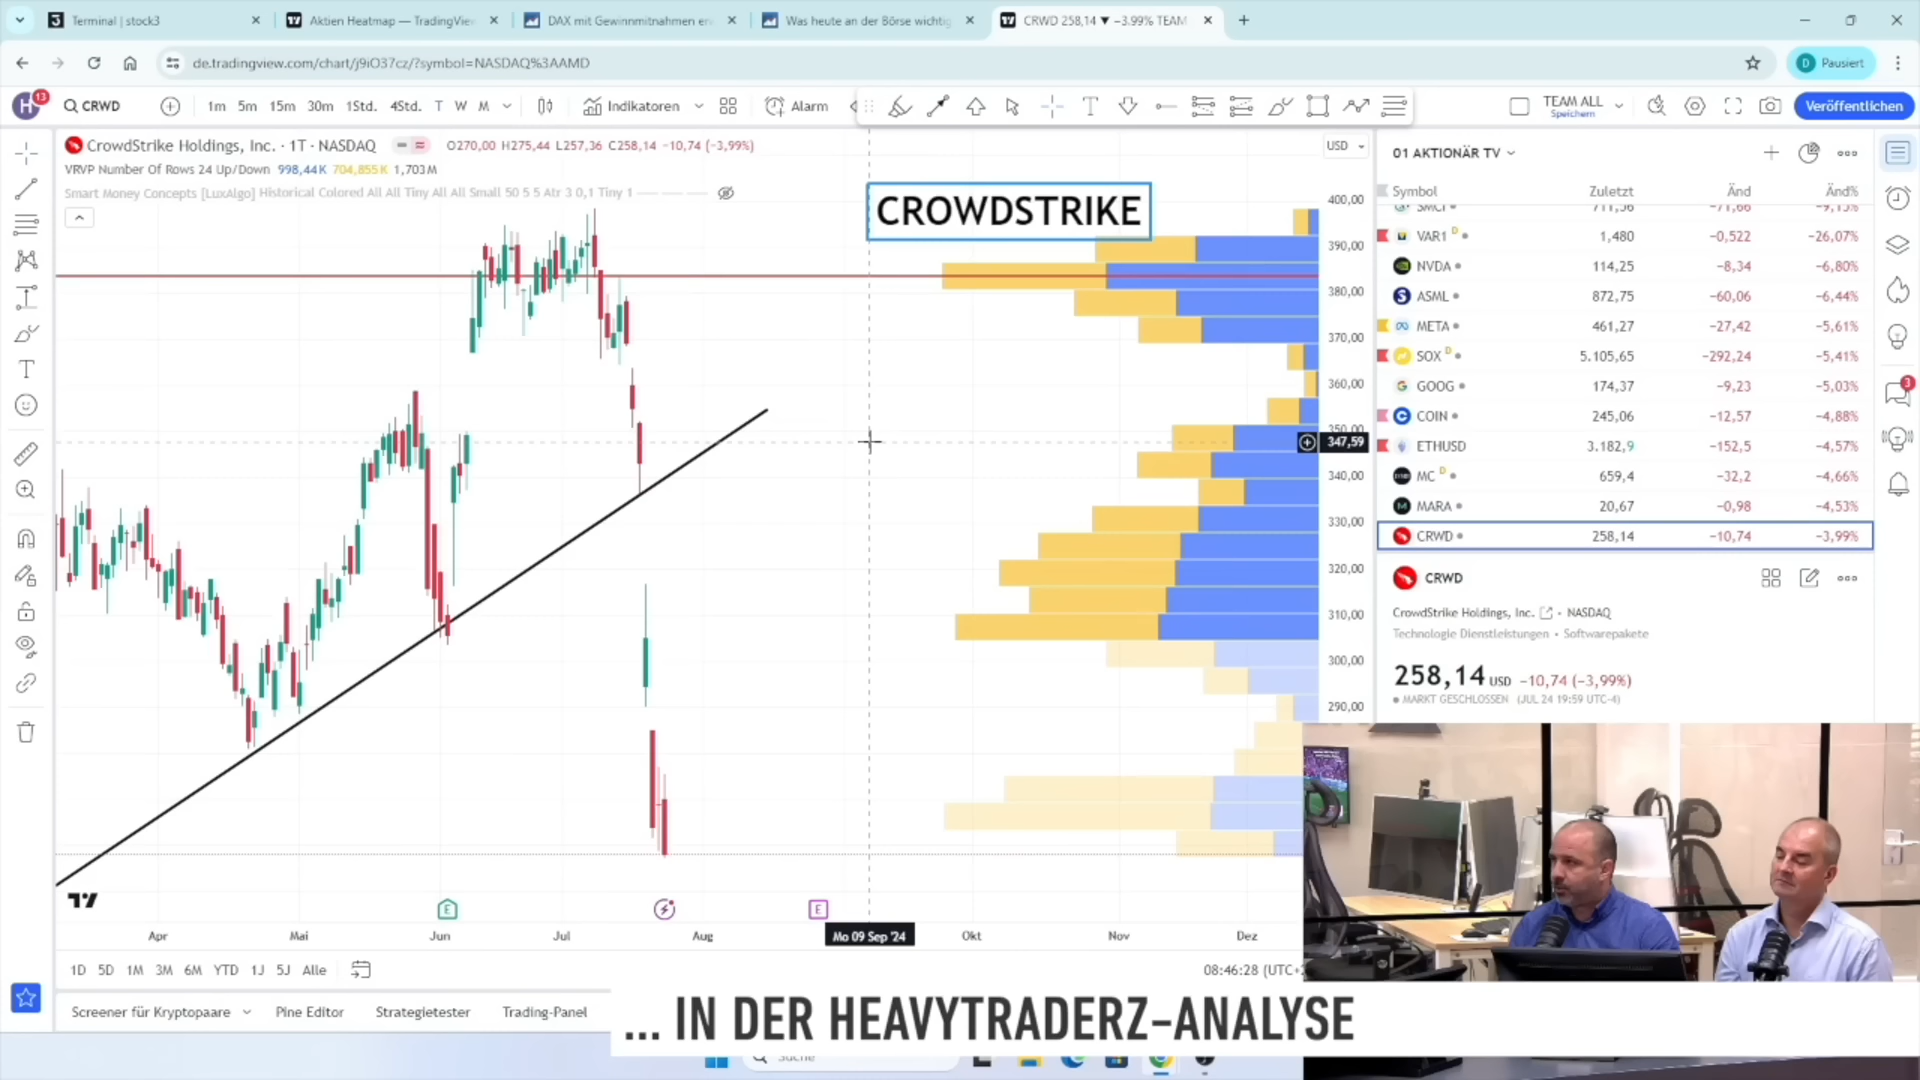 Terminal | stock3
Aktien Heatmap — TradingView
DAX mit Gewinnmitnahmen er
Was heute an der Börse wichtig
CRWD 258,14 ▼ −3.99% TEAM
de.tradingview.com/chart/j9iO37cz/?symbol=NASDAQ%3AAMD
D Pausiert
H 13
CRWD
1m 5m 15m 30m 1Std. 4Std. T W M
Indikatoren
Alarm
TEAM ALL
Speichern
Veröffentlichen
CrowdStrike Holdings, Inc. · 1T · NASDAQ
O270,00 H275,44 L257,36 C258,14 −10,74 (−3,99%)
VRVP Number Of Rows 24 Up/Down 998,44K 704,855K 1,703M
Smart Money Concepts [LuxAlgo] Historical Colored All All Tiny All All Small 50 5 5 Atr 3 0,1 Tiny 1
CROWDSTRIKE
USD
400,00
390,00
380,00
370,00
360,00
347,59
340,00
330,00
320,00
310,00
300,00
290,00
01 AKTIONÄR TV
Symbol Zuletzt Änd Änd%
SMCI 711,56 −71,66 −9,15%
VAR1 D 1,480 −0,522 −26,07%
NVDA 114,25 −8,34 −6,80%
ASML 872,75 −60,06 −6,44%
META 461,27 −27,42 −5,61%
SOX D 5.105,65 −292,24 −5,41%
GOOG 174,37 −9,23 −5,03%
COIN 245,06 −12,57 −4,88%
ETHUSD 3.182,9 −152,5 −4,57%
MC D 659,4 −32,2 −4,66%
MARA 20,67 −0,98 −4,53%
CRWD 258,14 −10,74 −3,99%
3
CRWD
CrowdStrike Holdings, Inc. • NASDAQ
Technologie Dienstleistungen • Softwarepakete
258,14 USD −10,74 (−3,99%)
MARKT GESCHLOSSEN (JUL 24 19:59 UTC-4)
E
E
Apr Mai Jun Jul Aug Mo 09 Sep '24 Okt Nov Dez
1D 5D 1M 3M 6M YTD 1J 5J Alle
08:46:28 (UTC+
Screener für Kryptopaare Pine Editor Strategietester Trading-Panel
... IN DER HEAVYTRADERZ-ANALYSE
Suche